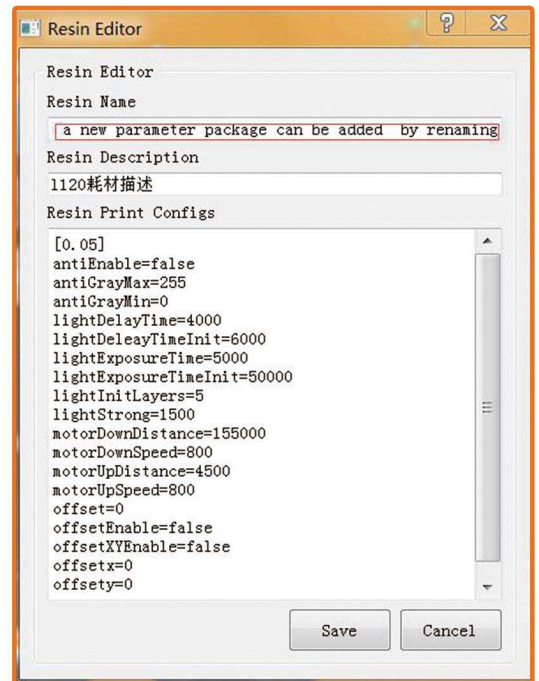 Resin Editor
Resin Editor
Resin Name
a new parameter package can be added by renaming
Resin Description
1120耗材描述
Resin Print Configs
[0.05]
antiEnable=false
antiGrayMax=255
antiGrayMin=0
lightDelayTime=4000
lightDeleayTimeInit=6000
lightExposureTime=5000
lightExposureTimeInit=50000
lightInitLayers=5
lightStrong=1500
motorDownDistance=155000
motorDownSpeed=800
motorUpDistance=4500
motorUpSpeed=800
offset=0
offsetEnable=false
offsetXYEnable=false
offsetx=0
offsety=0
Save Cancel